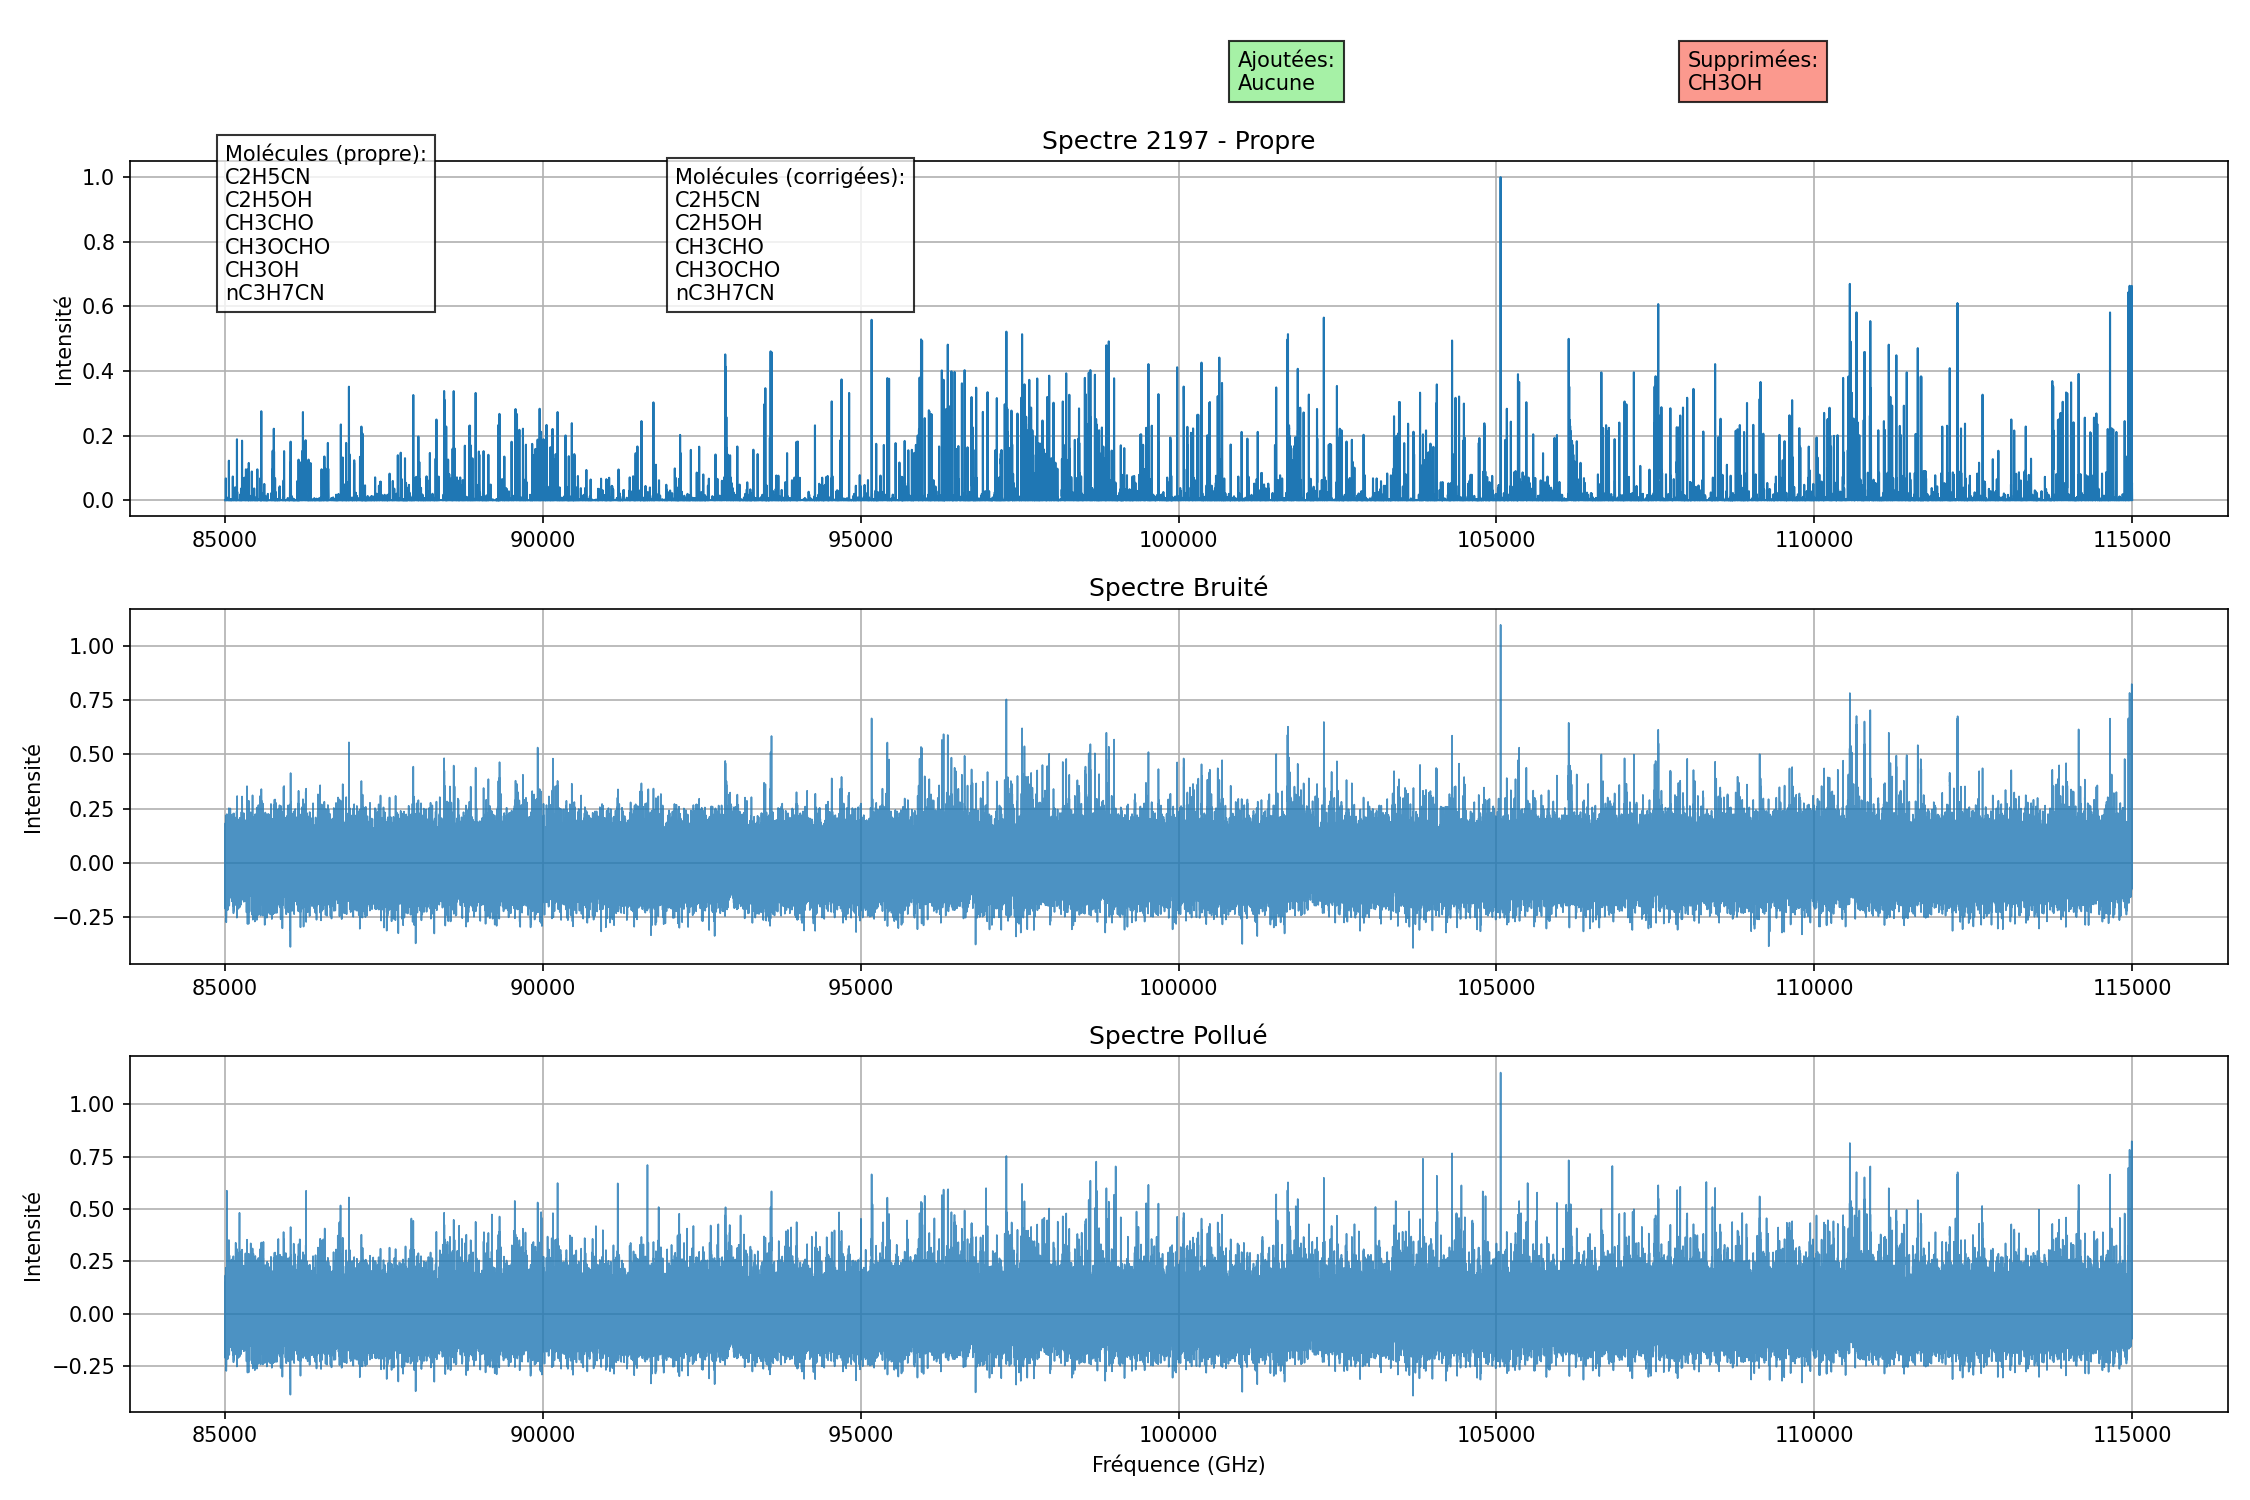 Ajoutées:
Aucune
Supprimées:
CH3OH
Spectre 2197 - Propre
Molécules (propre):
C2H5CN
C2H5OH
CH3CHO
CH3OCHO
CH3OH
nC3H7CN
Molécules (corrigées):
C2H5CN
C2H5OH
CH3CHO
CH3OCHO
nC3H7CN
Intensité
1.0
0.8
0.6
0.4
0.2
0.0
85000 90000 95000 100000 105000 110000 115000
Spectre Bruité
Intensité
1.00
0.75
0.50
0.25
0.00
−0.25
85000 90000 95000 100000 105000 110000 115000
Spectre Pollué
Intensité
1.00
0.75
0.50
0.25
0.00
−0.25
85000 90000 95000 100000 105000 110000 115000
Fréquence (GHz)